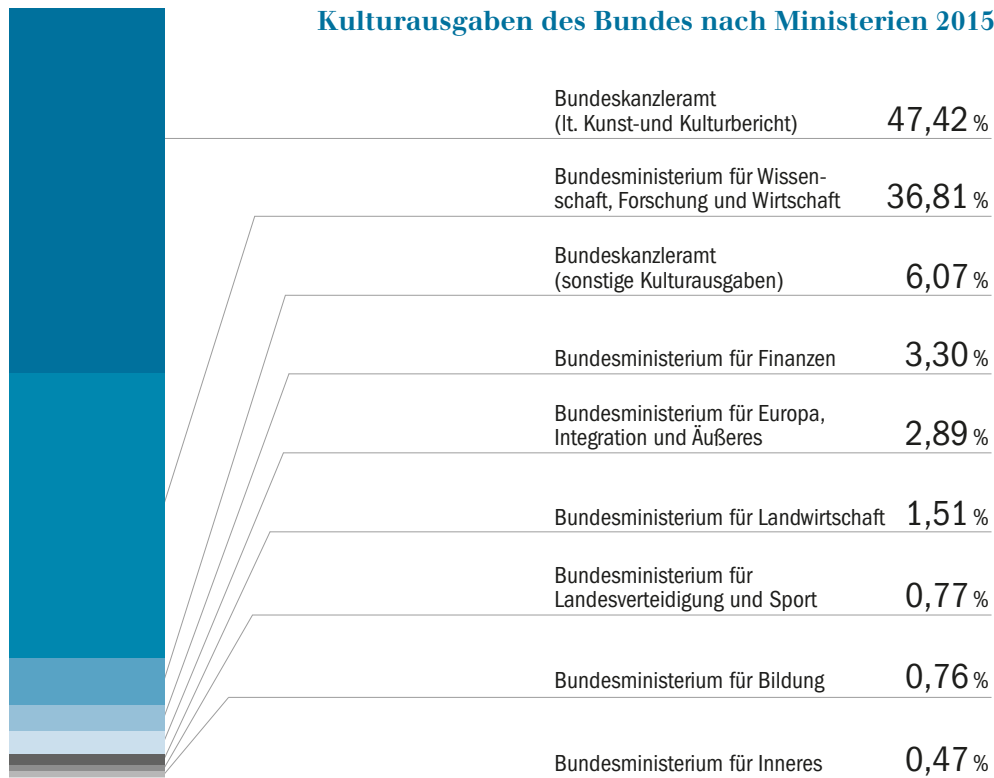 Kulturausgaben des Bundes nach Ministerien 2015
Bundeskanzleramt
(lt. Kunst-und Kulturbericht) 47,42 %
Bundesministerium für Wissen-
schaft, Forschung und Wirtschaft 36,81 %
Bundeskanzleramt
(sonstige Kulturausgaben) 6,07 %
Bundesministerium für Finanzen 3,30 %
Bundesministerium für Europa,
Integration und Äußeres 2,89 %
Bundesministerium für Landwirtschaft 1,51 %
Bundesministerium für
Landesverteidigung und Sport 0,77 %
Bundesministerium für Bildung 0,76 %
Bundesministerium für Inneres 0,47 %